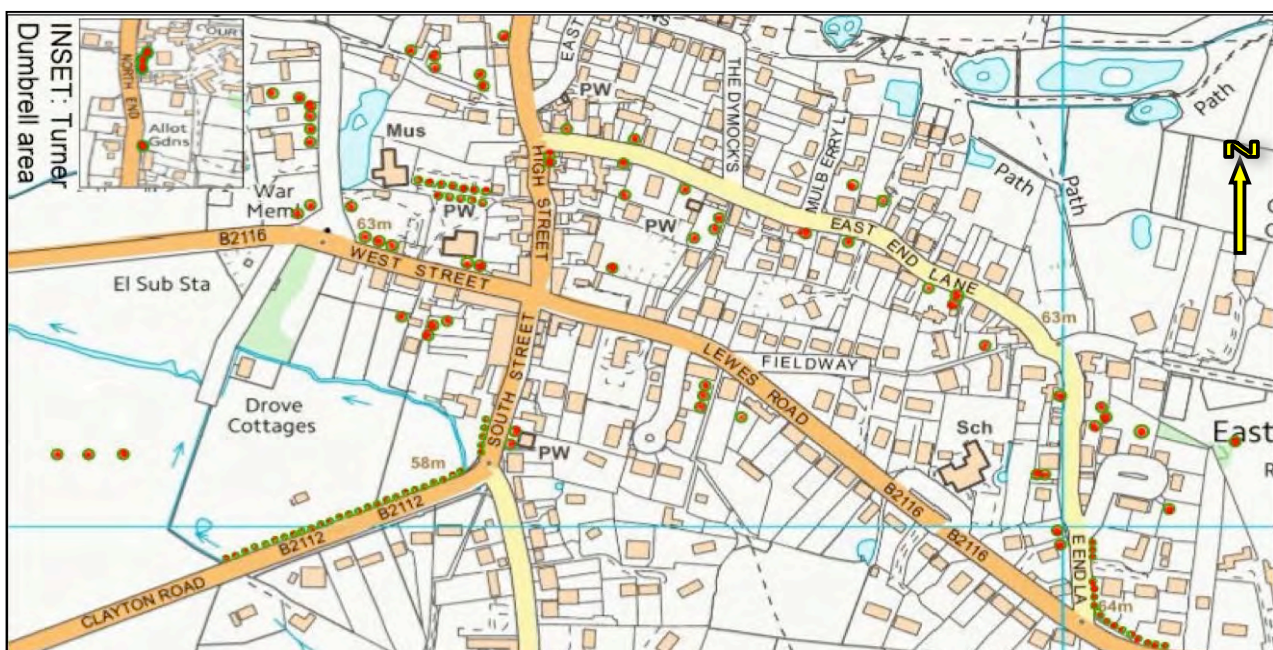 INSET: Turner
Dumbrell area
COURT
NORTH END
Allot
Gdns
EAST
THE DYMOCK'S
PW
Mus
HIGH STREET
MULBERRY L
Path
Path
Path
N
War
Meml
PW
63m
PW
B2116
WEST STREET
EAST END LANE
El Sub Sta
63m
FIELDWAY
LEWES ROAD
SOUTH STREET
Drove
Cottages
Sch
East
PW
58m
B2116
B2112
B2112
B2116
E END LA
CLAYTON ROAD
64m